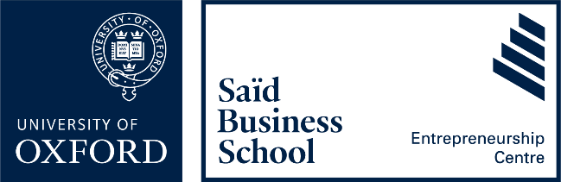 UNIVERSITY OF OXFORD
UNIVERSITY OF
OXFORD
Saïd
Business
School
Entrepreneurship
Centre